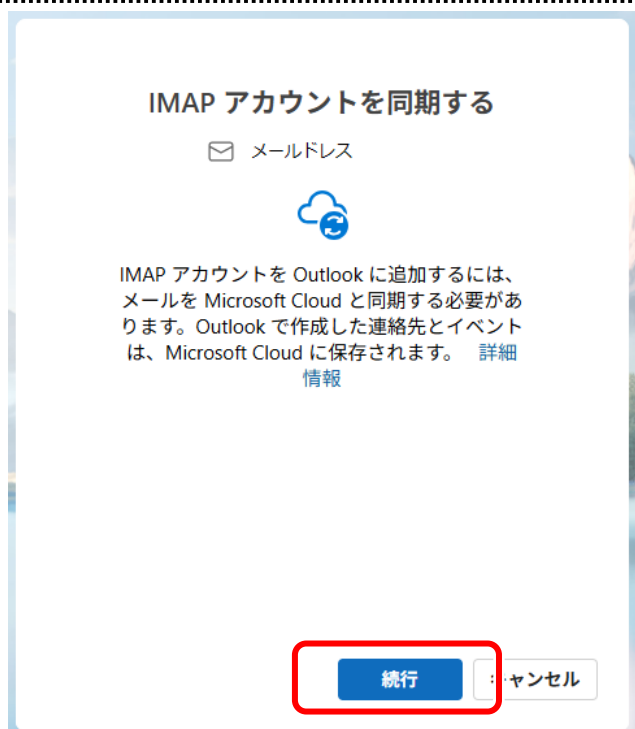 IMAP アカウントを同期する
メールドレス
IMAP アカウントを Outlook に追加するには、
メールを Microsoft Cloud と同期する必要があ
ります。Outlook で作成した連絡先とイベント
は、Microsoft Cloud に保存されます。 詳細
情報
続行
キャンセル